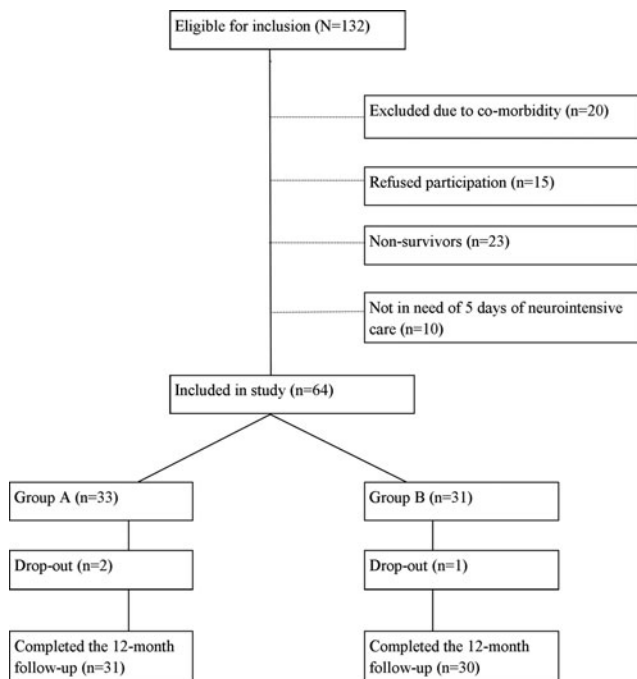 Eligible for inclusion (N=132)
Excluded due to co-morbidity (n=20)
Refused participation (n=15)
Non-survivors (n=23)
Not in need of 5 days of neurointensive
care (n=10)
Included in study (n=64)
Group A (n=33)
Group B (n=31)
Drop-out (n=2)
Drop-out (n=1)
Completed the 12-month
follow-up (n=31)
Completed the 12-month
follow-up (n=30)